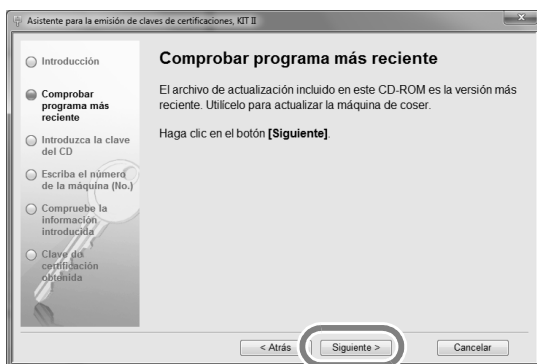 Asistente para la emisión de claves de certificaciones, KIT II
Introducción
Comprobar
programa más
reciente
Introduzca la clave
del CD
Escriba el número
de la máquina (No.)
Compruebe la
información
introducida
Clave do
certificación
obtenida
Comprobar programa más reciente
El archivo de actualización incluido en este CD-ROM es la versión más
reciente. Utilícelo para actualizar la máquina de coser.
Haga clic en el botón [Siguiente].
< Atrás
Siguiente >
Cancelar